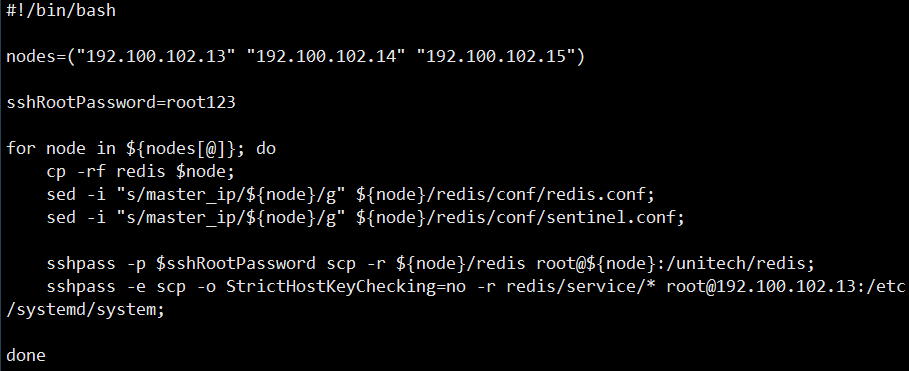 #!/bin/bash
nodes=("192.100.102.13" "192.100.102.14" "192.100.102.15")
sshRootPassword=root123
for node in ${nodes[@]}; do
    cp -rf redis $node;
    sed -i "s/master_ip/${node}/g" ${node}/redis/conf/redis.conf;
    sed -i "s/master_ip/${node}/g" ${node}/redis/conf/sentinel.conf;
    sshpass -p $sshRootPassword scp -r ${node}/redis root@${node}:/unitech/redis;
    sshpass -e scp -o StrictHostKeyChecking=no -r redis/service/* root@192.100.102.13:/etc
/systemd/system;
done